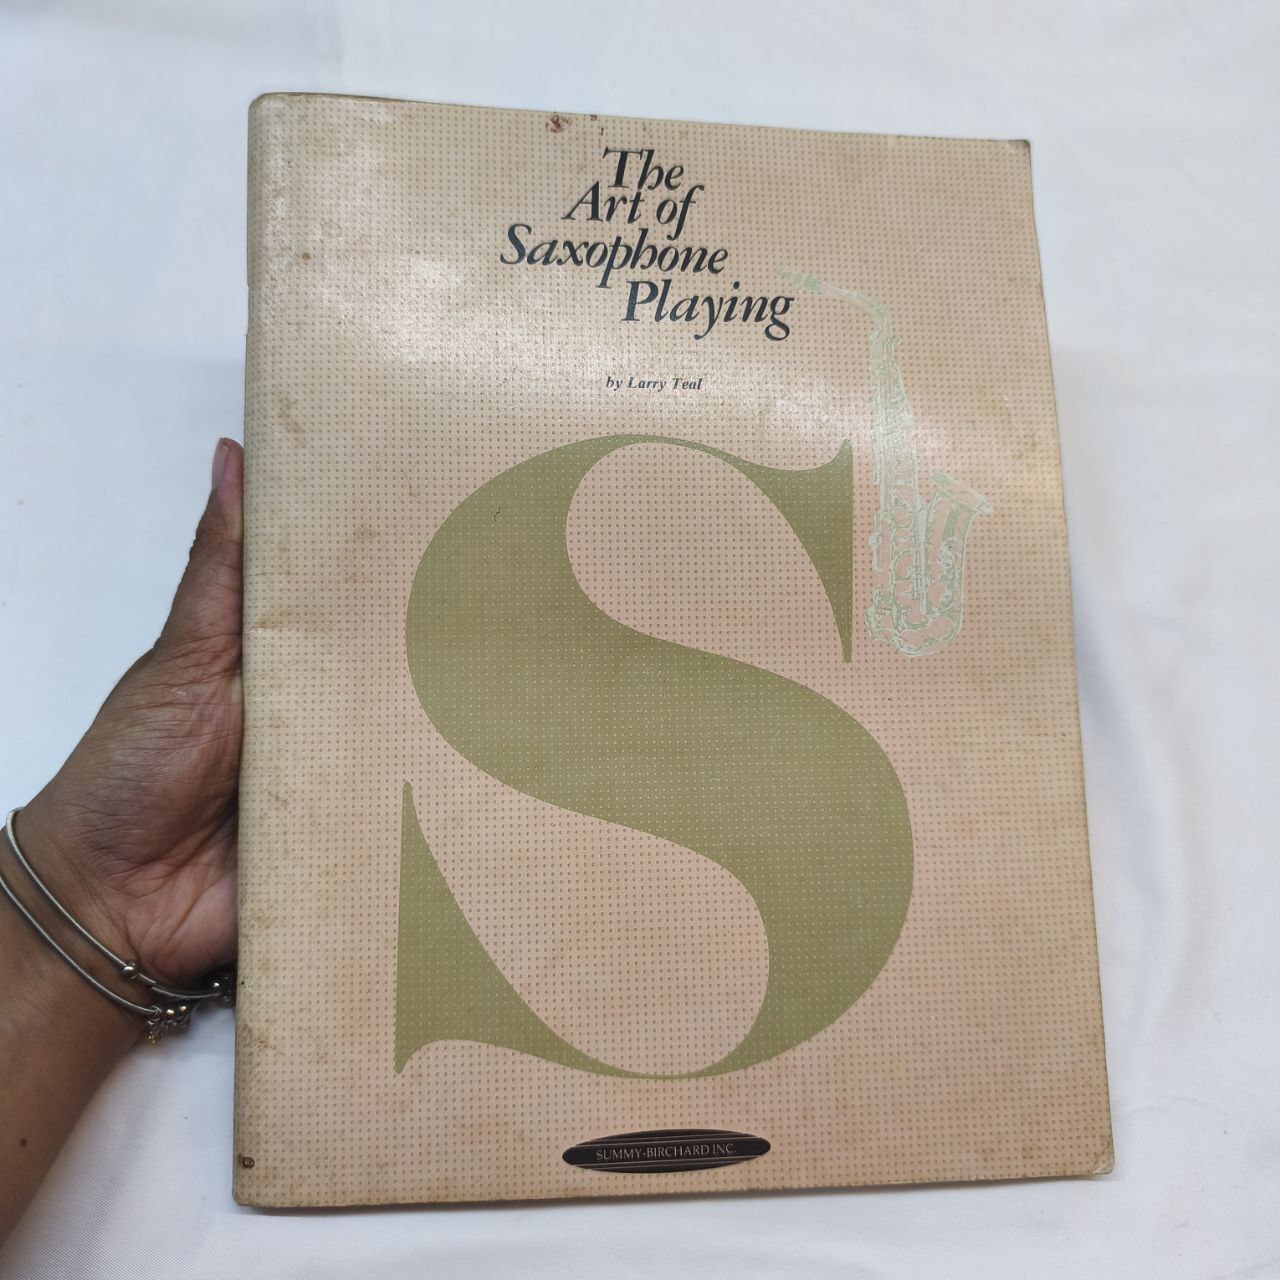 The
Art of
Saxophone
Playing
by Larry Teal
S
SUMMY-BIRCHARD INC.